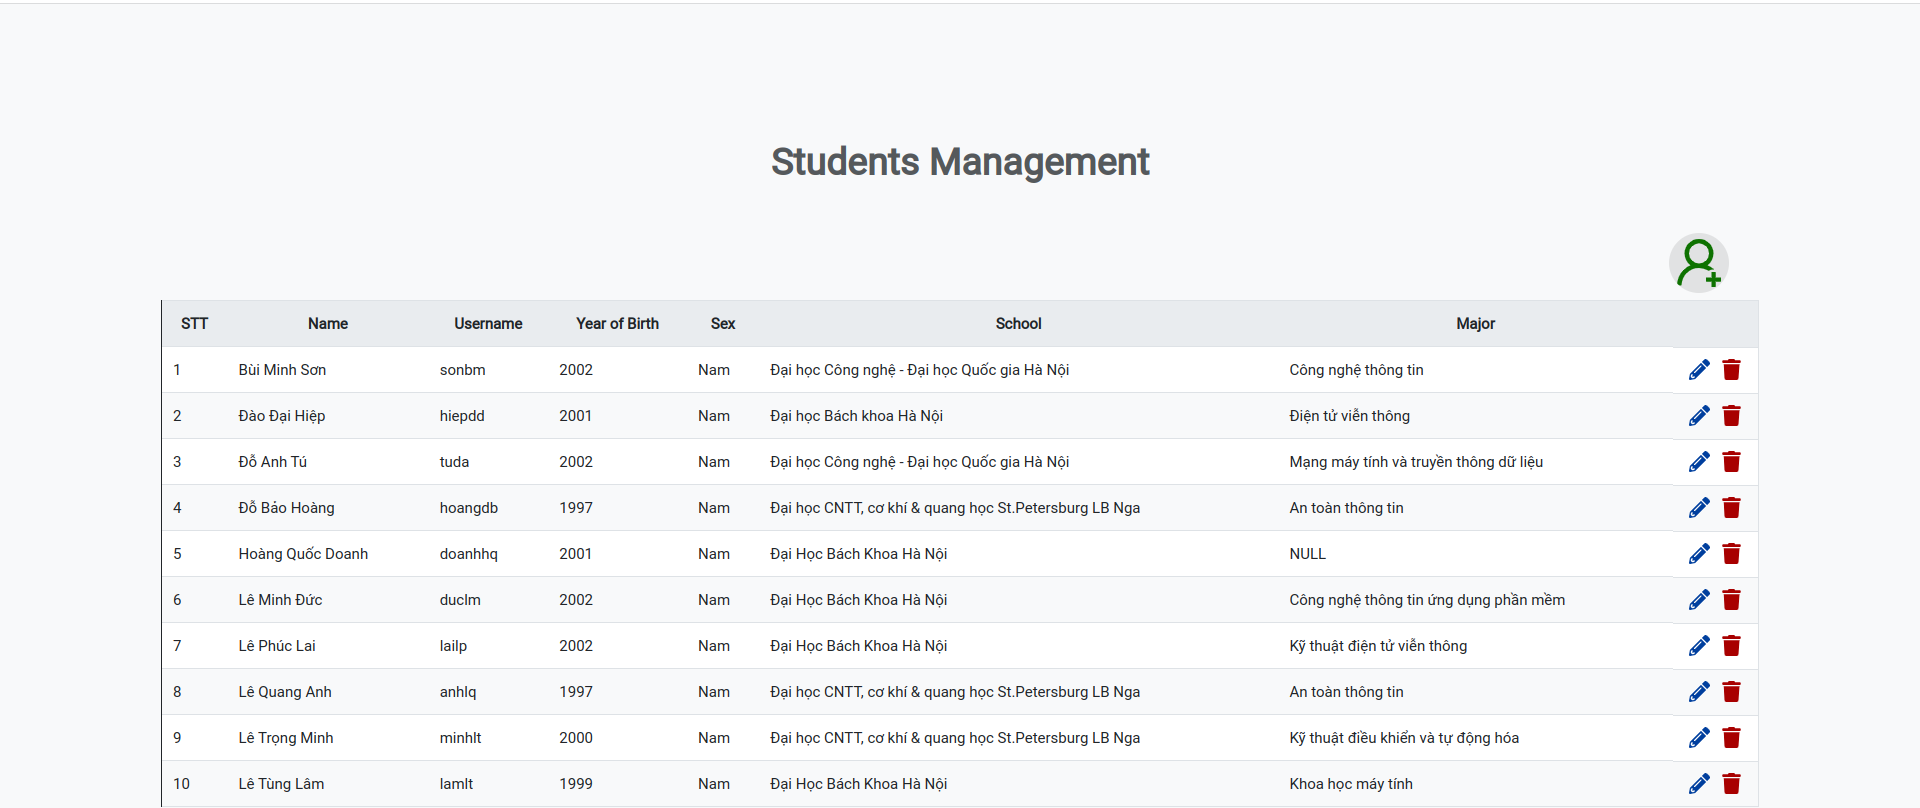 Students Management
STT Name Username Year of Birth Sex School Major
1 Bùi Minh Sơn sonbm 2002 Nam Đại học Công nghệ - Đại học Quốc gia Hà Nội Công nghệ thông tin
2 Đào Đại Hiệp hiepdd 2001 Nam Đại học Bách khoa Hà Nội Điện tử viễn thông
3 Đỗ Anh Tú tuda 2002 Nam Đại học Công nghệ - Đại học Quốc gia Hà Nội Mạng máy tính và truyền thông dữ liệu
4 Đỗ Bảo Hoàng hoangdb 1997 Nam Đại học CNTT, cơ khí & quang học St.Petersburg LB Nga An toàn thông tin
5 Hoàng Quốc Doanh doanhhq 2001 Nam Đại Học Bách Khoa Hà Nội NULL
6 Lê Minh Đức duclm 2002 Nam Đại Học Bách Khoa Hà Nội Công nghệ thông tin ứng dụng phần mềm
7 Lê Phúc Lai lailp 2002 Nam Đại Học Bách Khoa Hà Nội Kỹ thuật điện tử viễn thông
8 Lê Quang Anh anhlq 1997 Nam Đại học CNTT, cơ khí & quang học St.Petersburg LB Nga An toàn thông tin
9 Lê Trọng Minh minhlt 2000 Nam Đại học CNTT, cơ khí & quang học St.Petersburg LB Nga Kỹ thuật điều khiển và tự động hóa
10 Lê Tùng Lâm lamlt 1999 Nam Đại Học Bách Khoa Hà Nội Khoa học máy tính